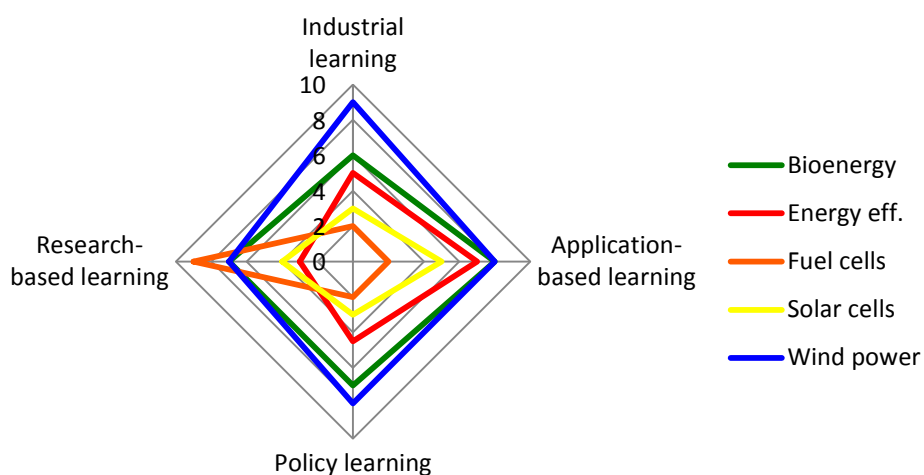 Industrial
learning
10
8
6
4
2
0
Research-
based learning
Application-
based learning
Policy learning
Bioenergy
Energy eff.
Fuel cells
Solar cells
Wind power